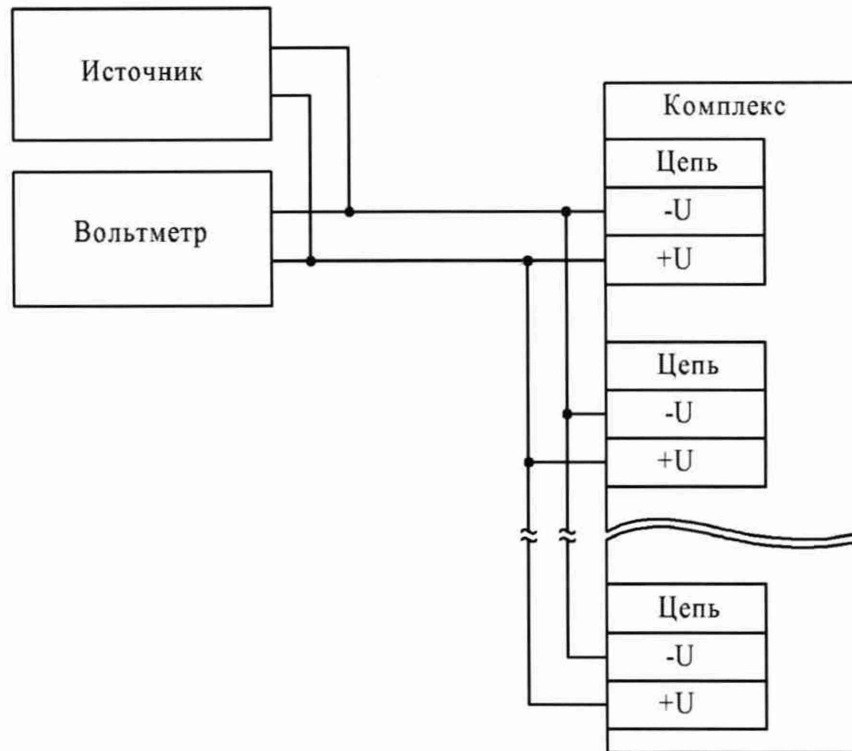 Источник
Вольтметр
Комплекс
Цепь
-U
+U
Цепь
-U
+U
Цепь
-U
+U